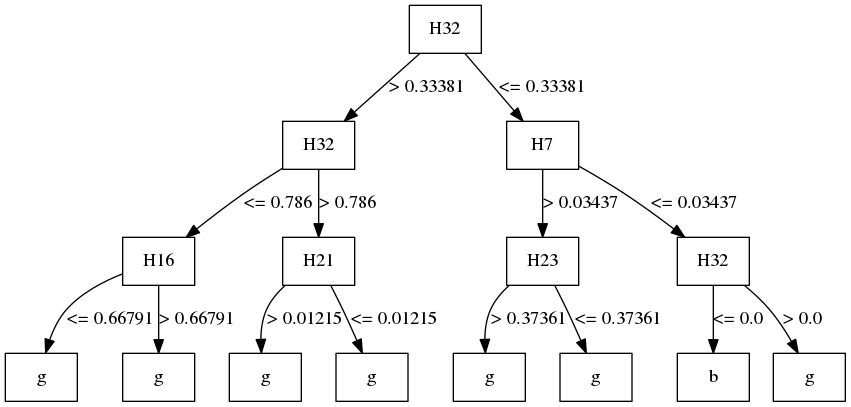 H32
> 0.33381 <= 0.33381
H32 H7
<= 0.786 > 0.786 > 0.03437 <= 0.03437
H16 H21 H23 H32
<= 0.66791 > 0.66791 > 0.01215 <= 0.01215 > 0.37361 <= 0.37361 <= 0.0 > 0.0
g g g g g g b g